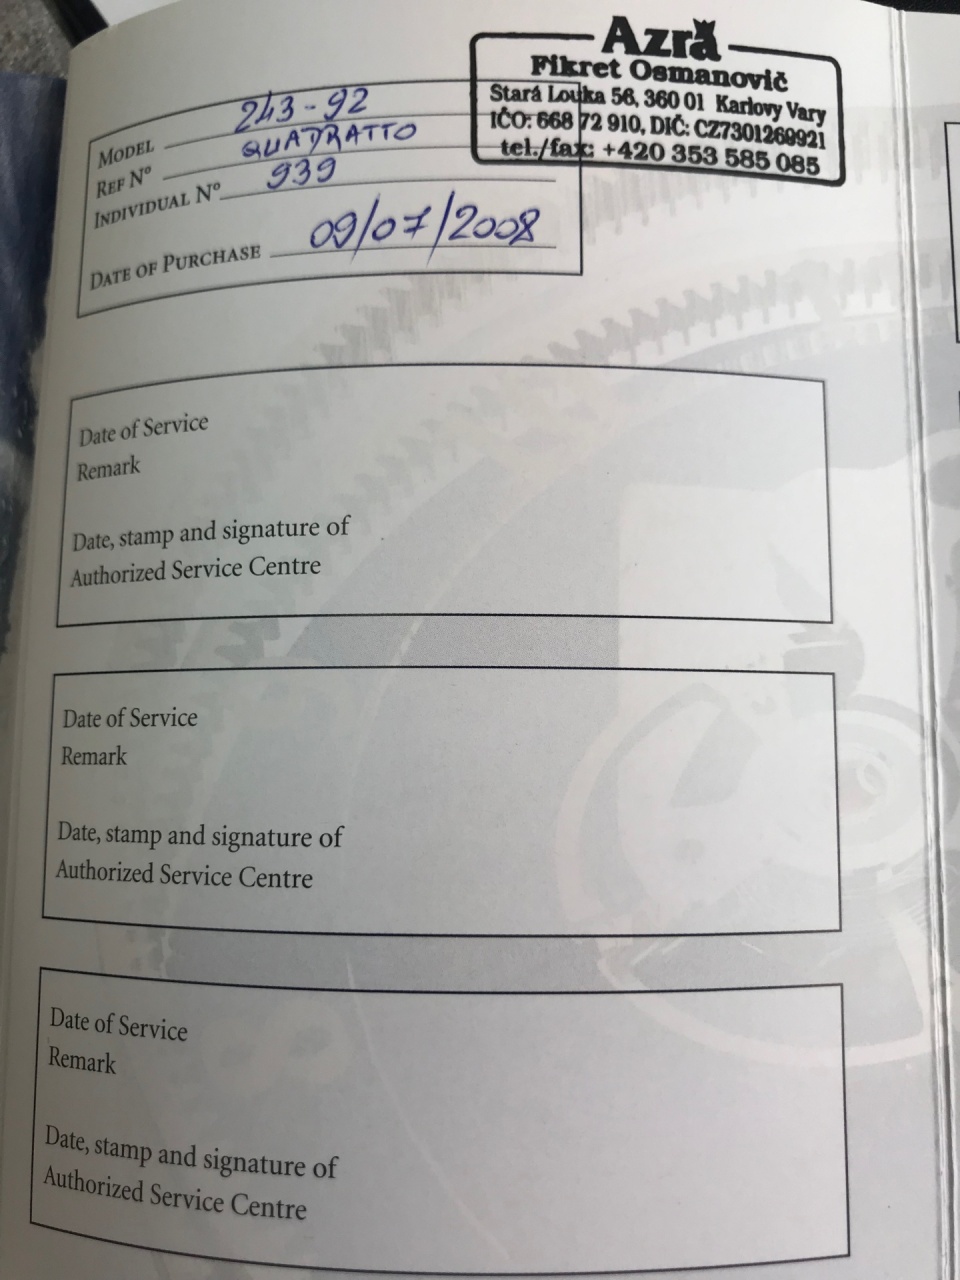 Azrā
Fikret Osmanovič
Stará Louka 56, 360 01 Karlovy Vary
IČO: 668 72 910, DIČ: CZ7301269921
tel./fax: +420 353 585 085
MODEL 243-92
REF Nº QUADRATTO
INDIVIDUAL Nº 939
DATE OF PURCHASE 09/07/2008
Date of Service
Remark
Date, stamp and signature of
Authorized Service Centre
Date of Service
Remark
Date, stamp and signature of
Authorized Service Centre
Date of Service
Remark
Date, stamp and signature of
Authorized Service Centre